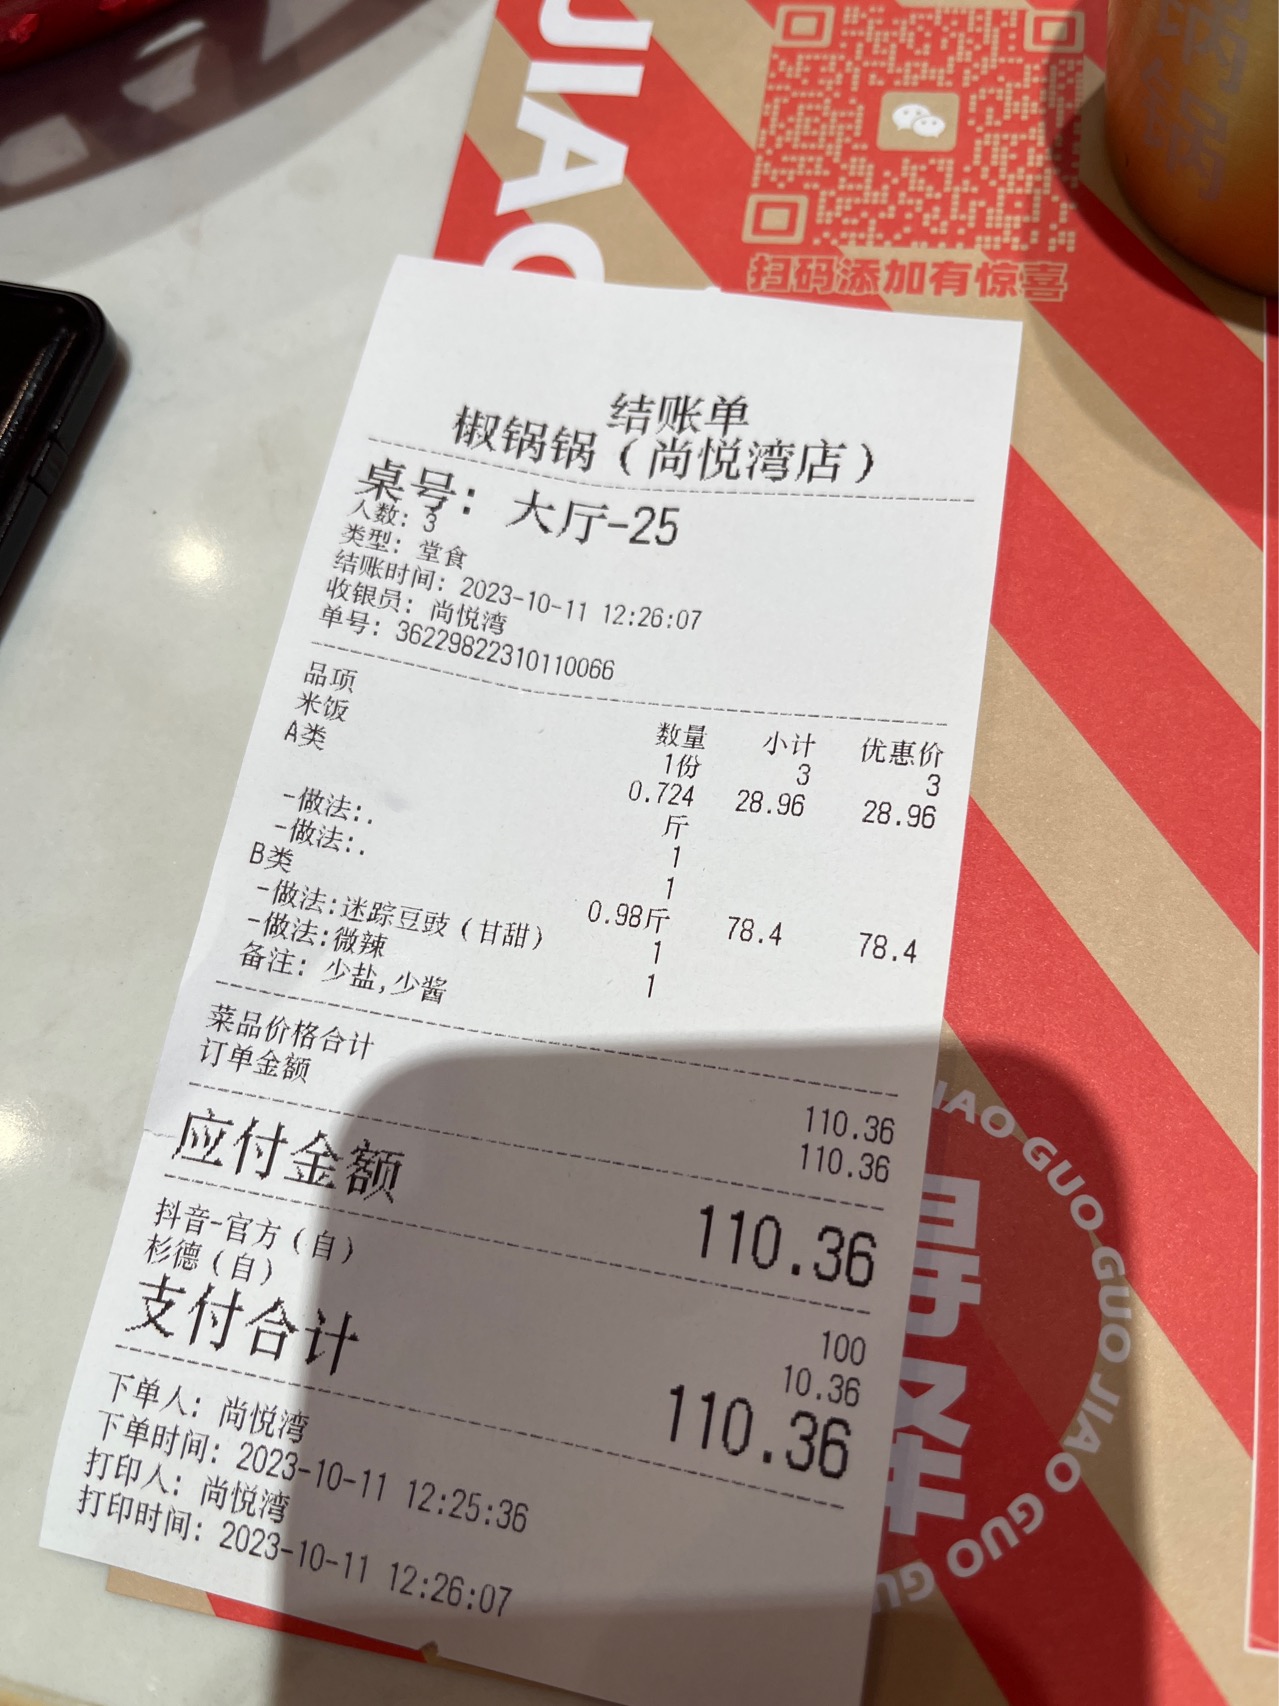 JIAO
扫码添加有惊喜
锅锅
结账单
椒锅锅（尚悦湾店）
桌号：大厅-25
人数：3
类型：堂食
结账时间：2023-10-11 12:26:07
收银员：尚悦湾
单号：36229822310110066
品项 数量 小计 优惠价
米饭 1份 3 3
A类 0.724斤 28.96 28.96
-做法:. 1
-做法:. 1
B类 0.98斤 78.4 78.4
-做法:迷踪豆豉（甘甜） 1
-做法:微辣 1
备注：少盐,少酱
菜品价格合计 110.36
订单金额 110.36
应付金额 110.36
抖音-官方（自） 100
杉德（自） 10.36
支付合计 110.36
下单人：尚悦湾
下单时间：2023-10-11 12:25:36
打印人：尚悦湾
打印时间：2023-10-11 12:26:07
JIAO GUO GUO JIAO GUO GU